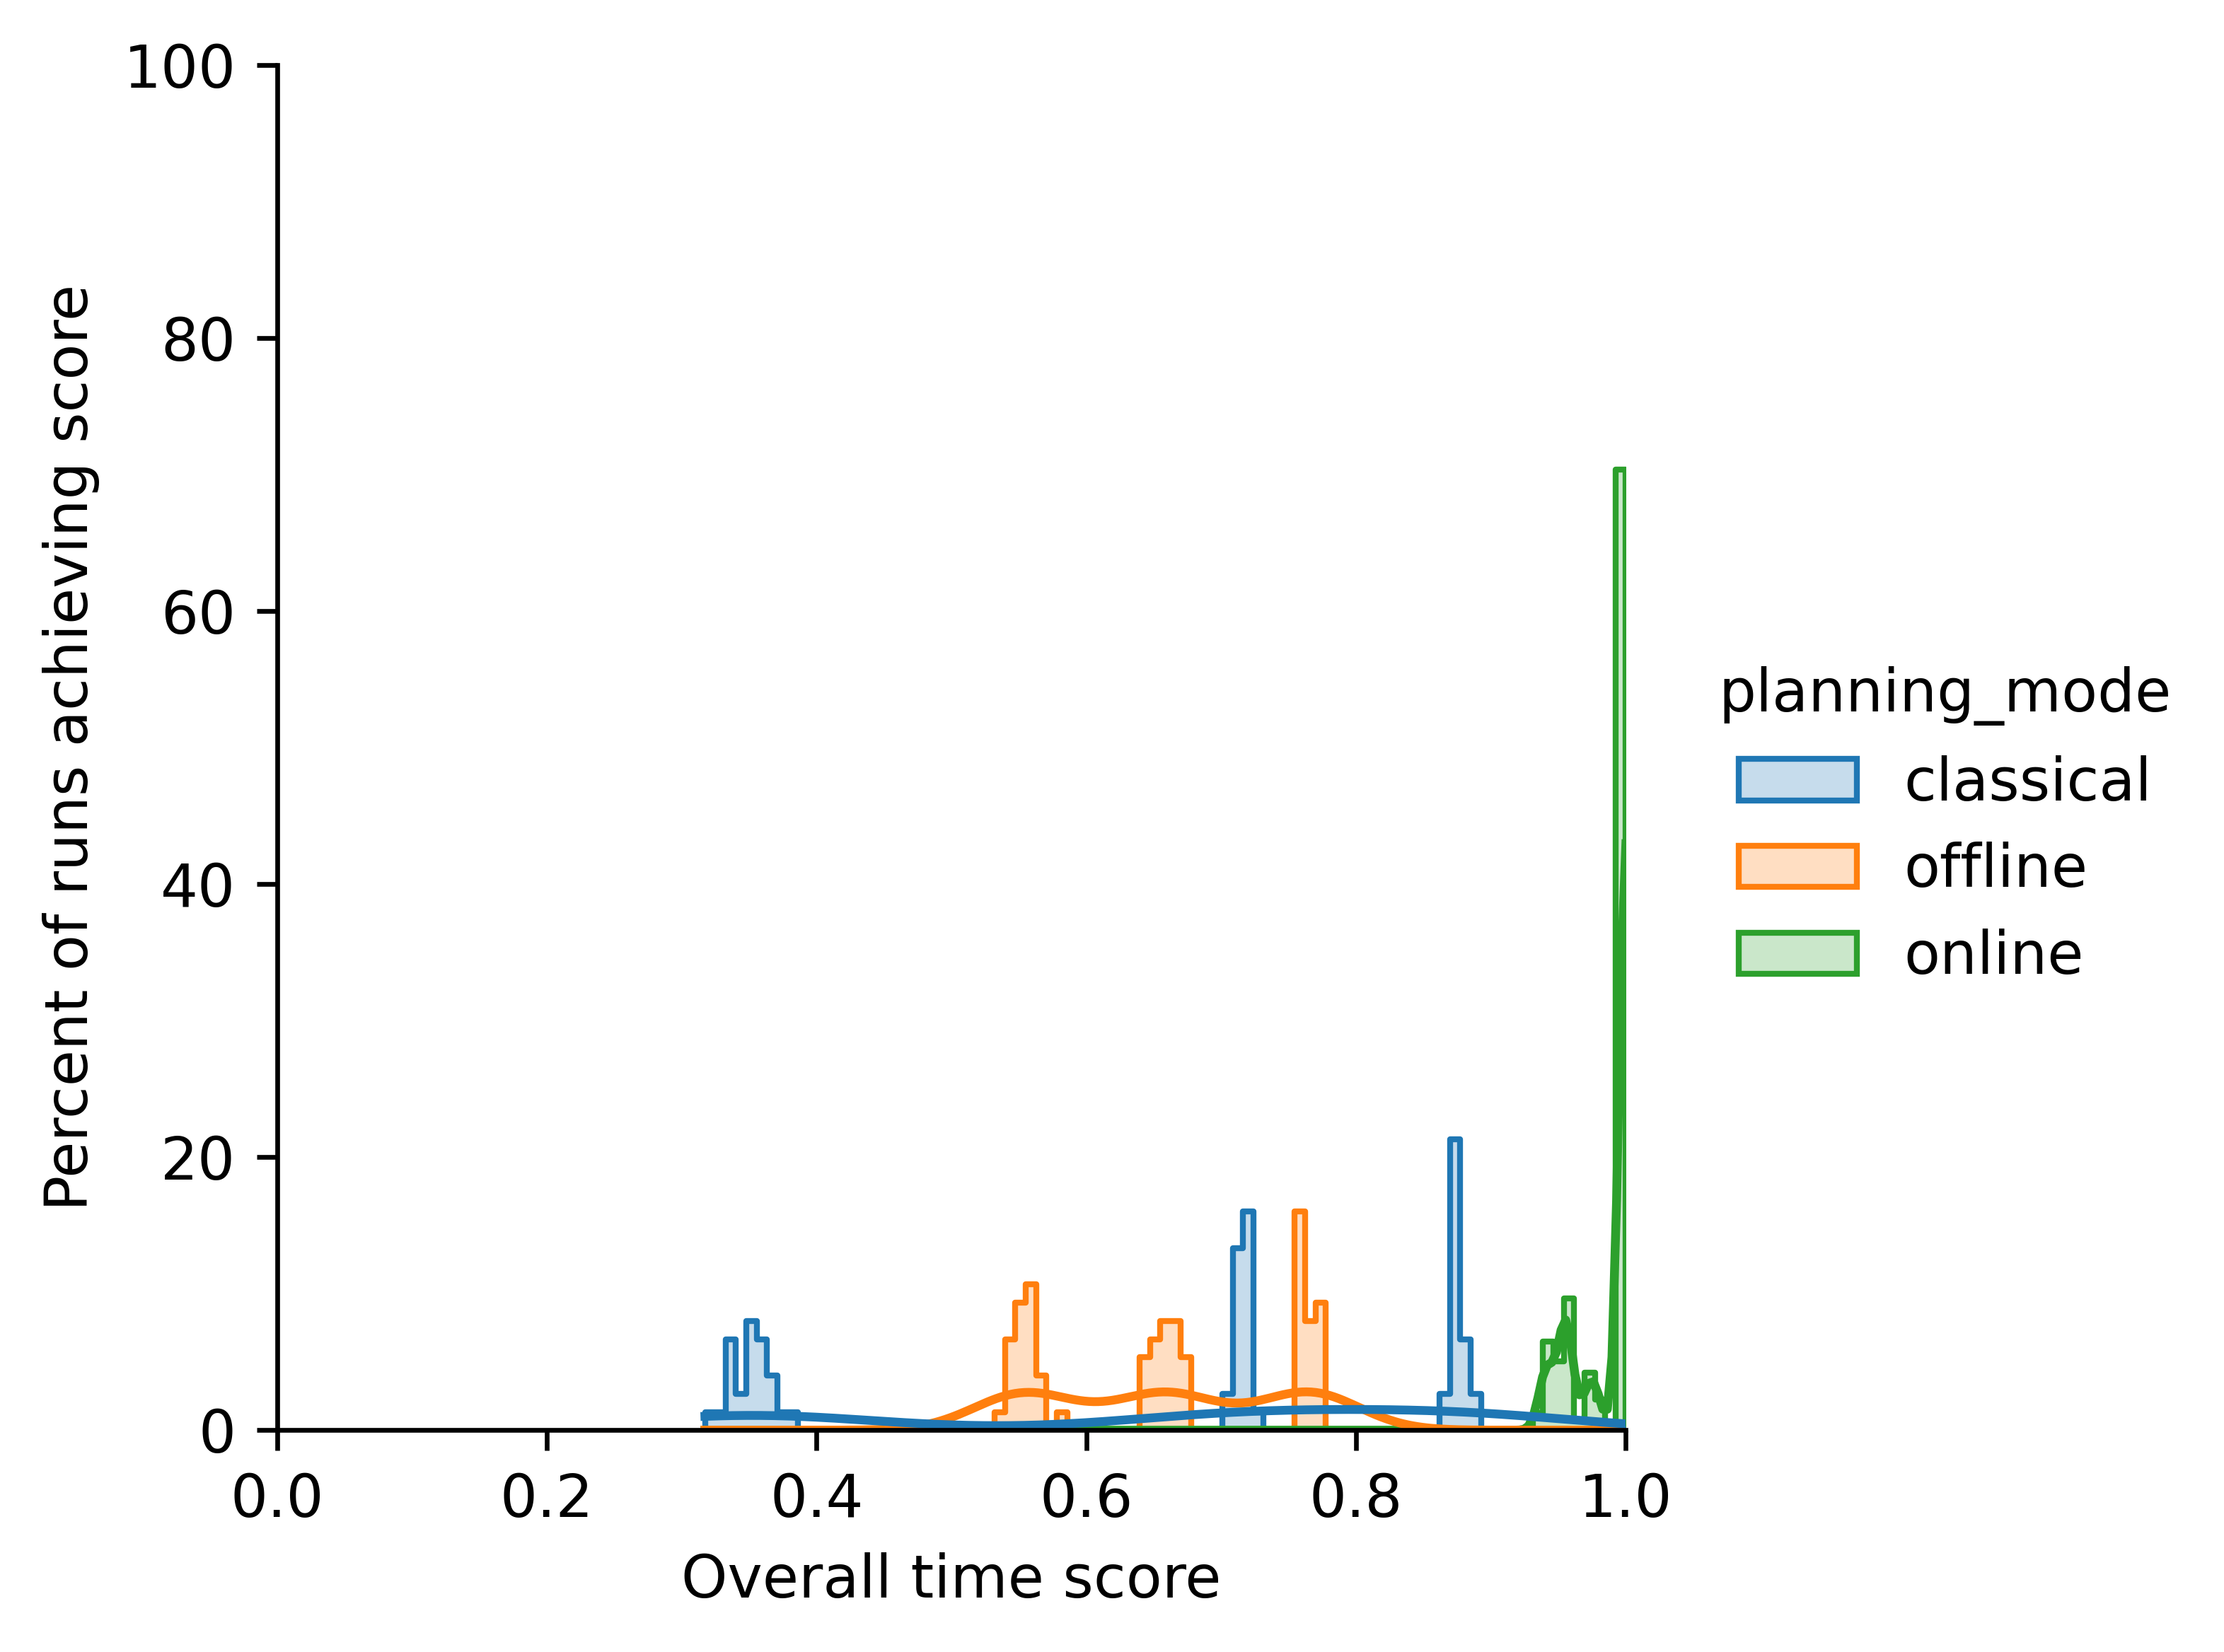 100
80
60
40
20
0
0.0 0.2 0.4 0.6 0.8 1.0
Overall time score
Percent of runs achieving score
planning_mode
classical
offline
online